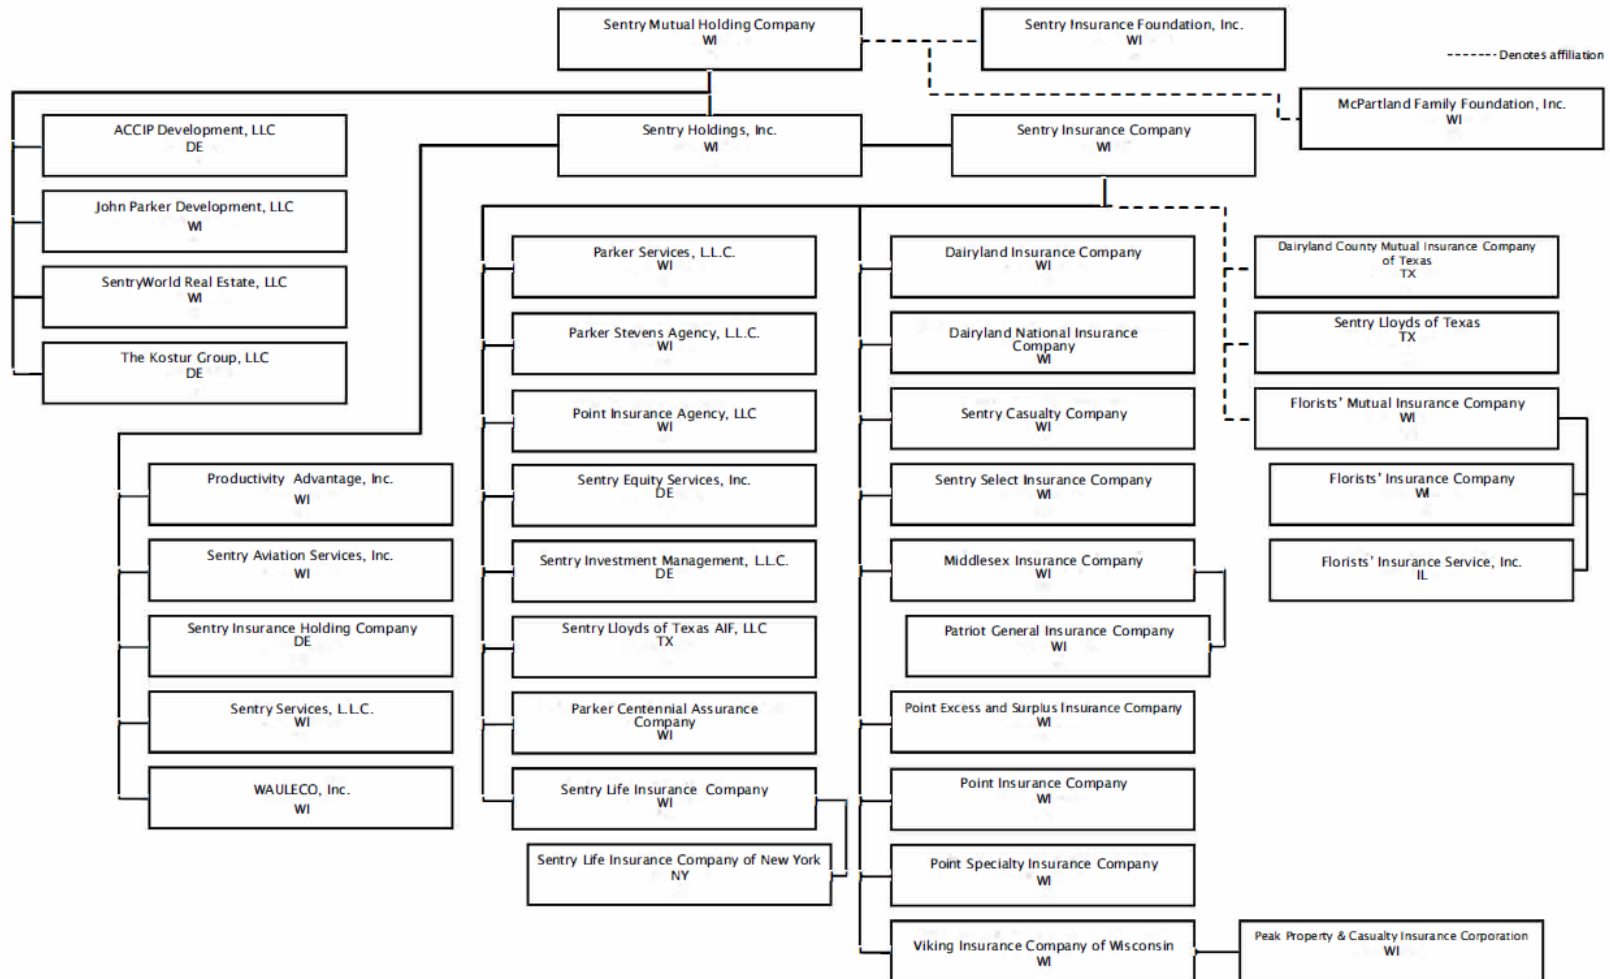 Sentry Mutual Holding Company
WI
Sentry Insurance Foundation, Inc.
WI
Denotes affiliation
McPartland Family Foundation, Inc.
WI
ACCIP Development, LLC
DE
Sentry Holdings, Inc.
WI
Sentry Insurance Company
WI
John Parker Development, LLC
WI
SentryWorld Real Estate, LLC
WI
The Kostur Group, LLC
DE
Productivity Advantage, Inc.
WI
Sentry Aviation Services, Inc.
WI
Sentry Insurance Holding Company
DE
Sentry Services, L.L.C.
WI
WAULECO, Inc.
WI
Parker Services, L.L.C.
WI
Parker Stevens Agency, L.L.C.
WI
Point Insurance Agency, LLC
WI
Sentry Equity Services, Inc.
DE
Sentry Investment Management, L.L.C.
DE
Sentry Lloyds of Texas AIF, LLC
TX
Parker Centennial Assurance
Company
WI
Sentry Life Insurance Company
WI
Sentry Life Insurance Company of New York
NY
Dairyland Insurance Company
WI
Dairyland National Insurance
Company
WI
Sentry Casualty Company
WI
Sentry Select Insurance Company
WI
Middlesex Insurance Company
WI
Patriot General Insurance Company
WI
Point Excess and Surplus Insurance Company
WI
Point Insurance Company
WI
Point Specialty Insurance Company
WI
Viking Insurance Company of Wisconsin
WI
Peak Property & Casualty Insurance Corporation
WI
Dairyland County Mutual Insurance Company
of Texas
TX
Sentry Lloyds of Texas
TX
Florists' Mutual Insurance Company
WI
Florists' Insurance Company
WI
Florists' Insurance Service, Inc.
IL